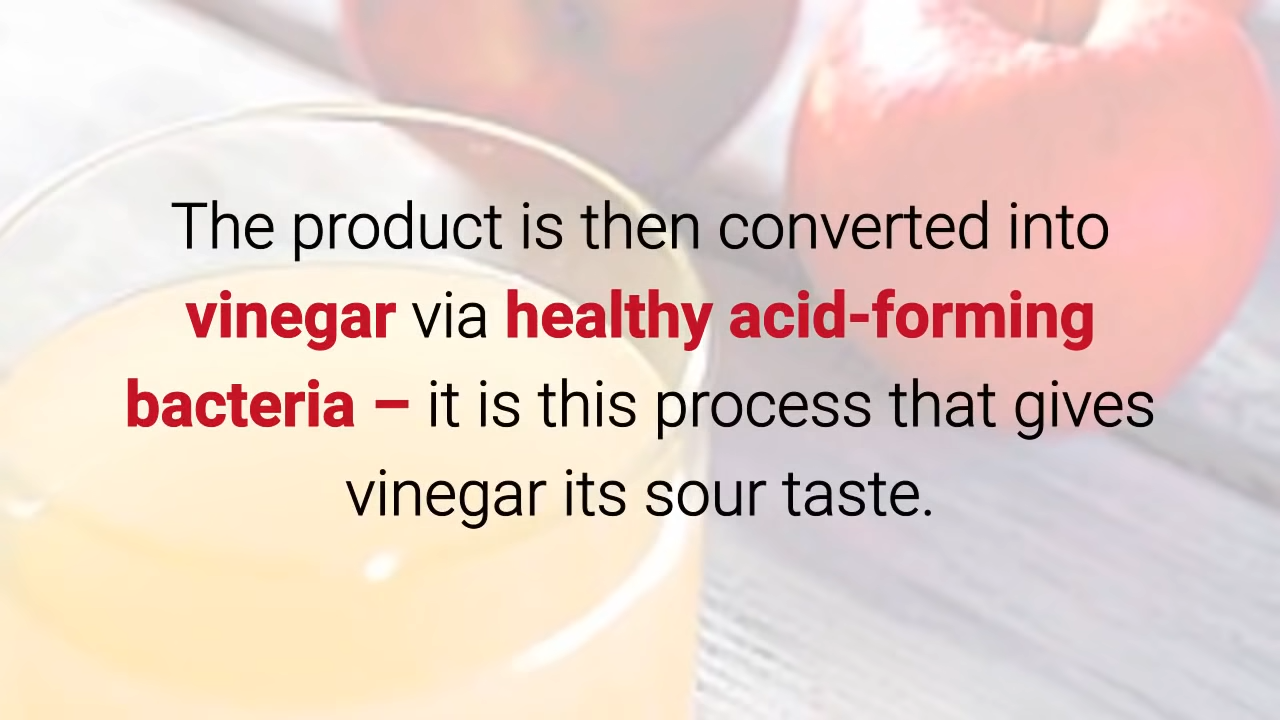 The product is then converted into
vinegar via healthy acid-forming
bacteria – it is this process that gives
vinegar its sour taste.